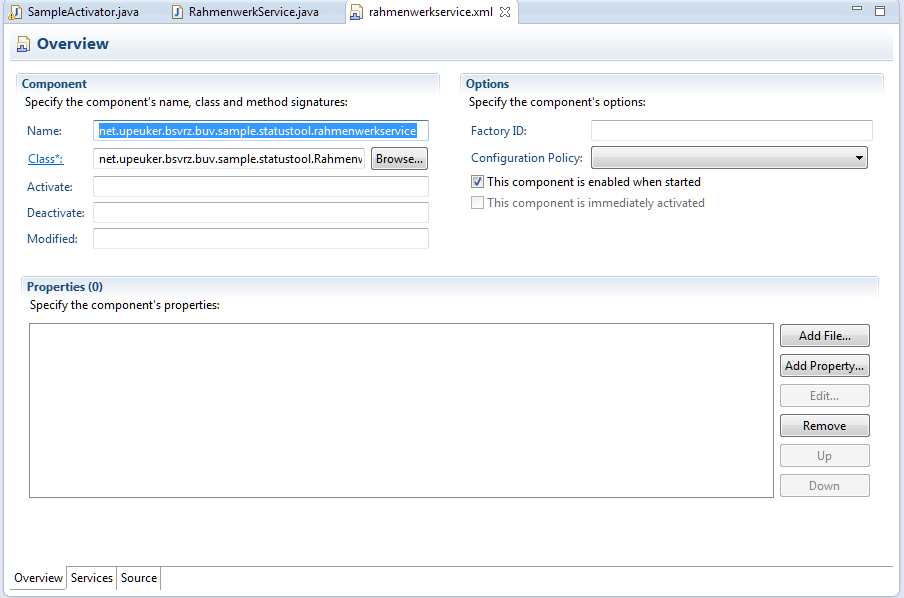 SampleActivator.java RahmenwerkService.java rahmenwerkservice.xml
Overview
Component
Specify the component's name, class and method signatures:
Name: net.upeuker.bsvrz.buv.sample.statustool.rahmenwerkservice
Class*: net.upeuker.bsvrz.buv.sample.statustool.Rahmenw Browse...
Activate:
Deactivate:
Modified:
Options
Specify the component's options:
Factory ID:
Configuration Policy:
This component is enabled when started
This component is immediately activated
Properties (0)
Specify the component's properties:
Add File...
Add Property...
Edit...
Remove
Up
Down
Overview Services Source